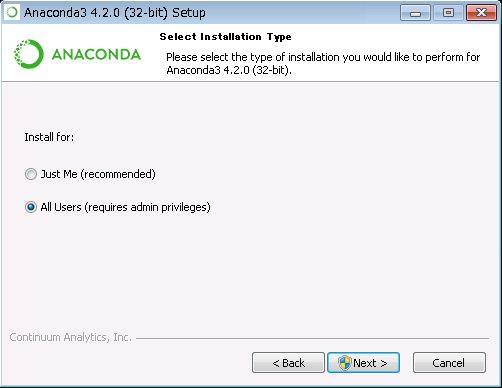 Anaconda3 4.2.0 (32-bit) Setup
ANACONDA
Select Installation Type
Please select the type of installation you would like to perform for
Anaconda3 4.2.0 (32-bit).
Install for:
Just Me (recommended)
All Users (requires admin privileges)
Continuum Analytics, Inc.
< Back
Next >
Cancel